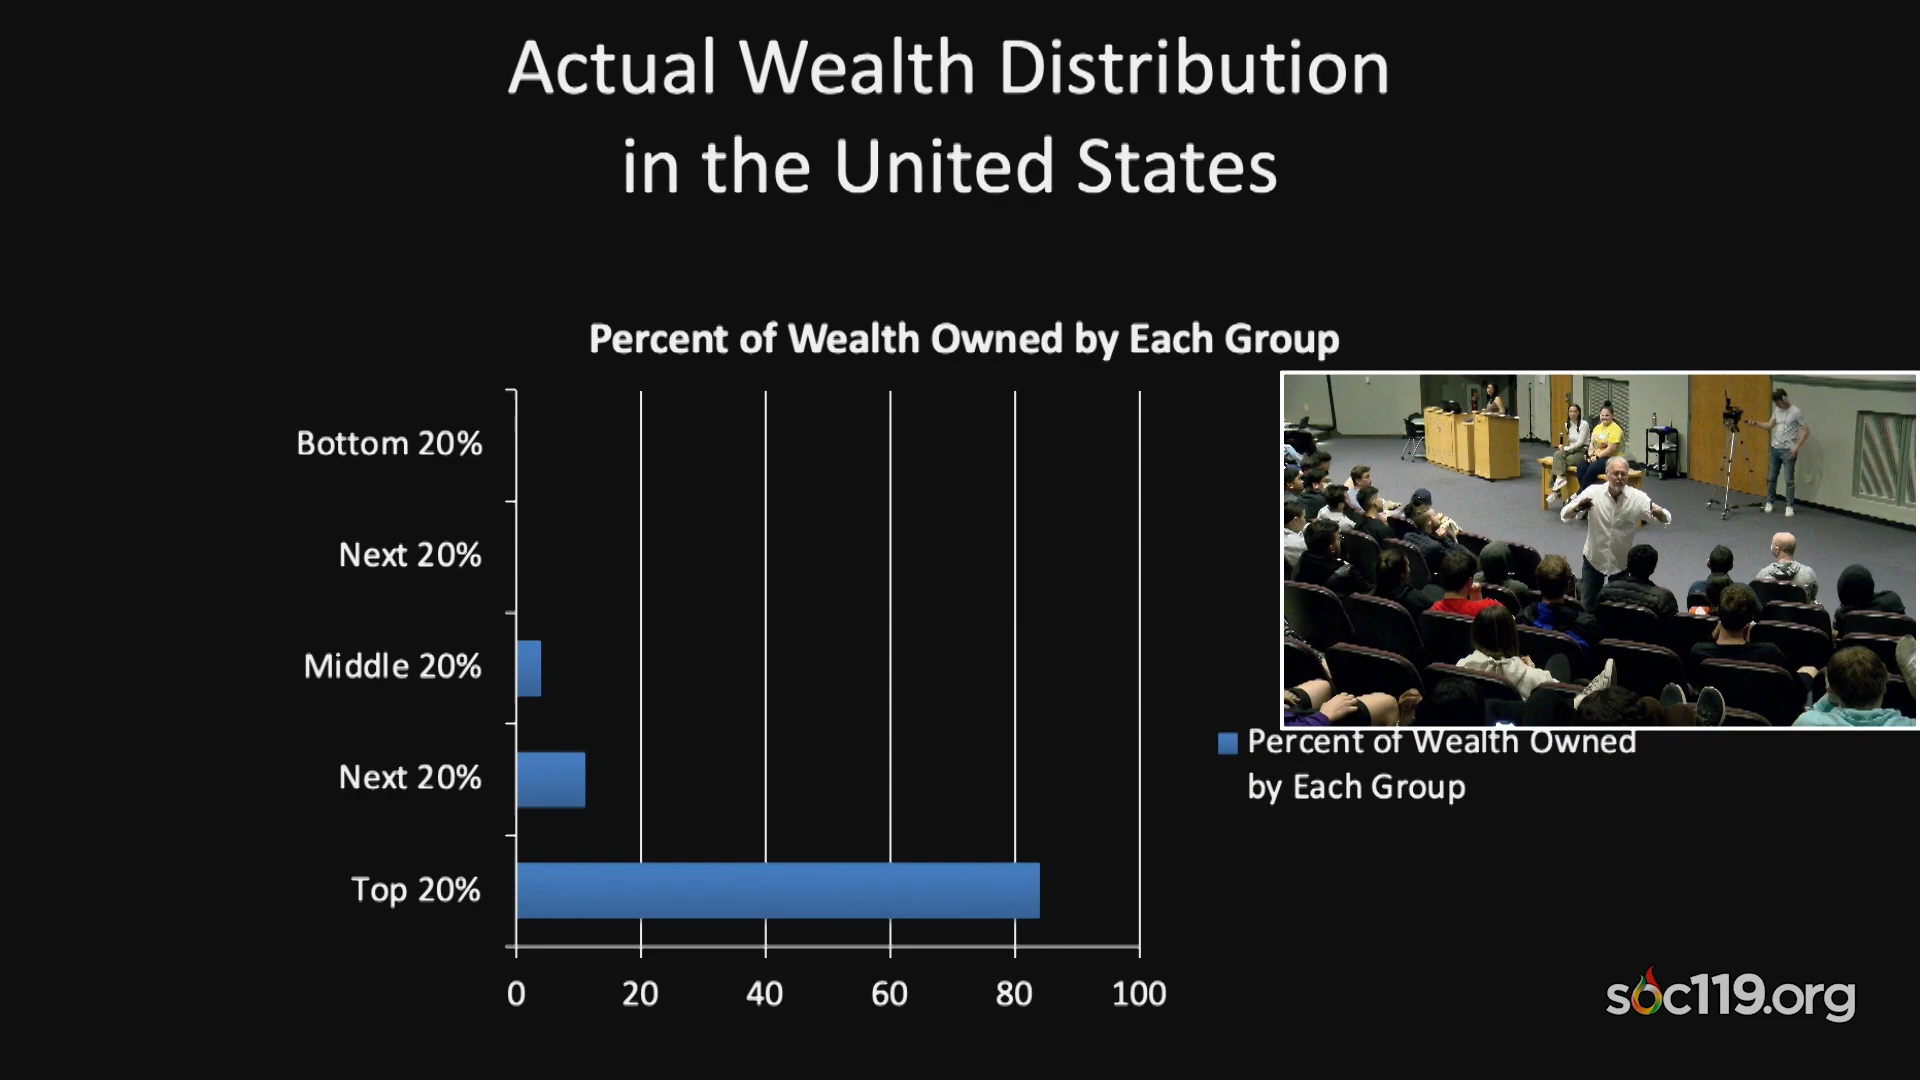 Actual Wealth Distribution
in the United States
Percent of Wealth Owned by Each Group
Bottom 20%
Next 20%
Middle 20%
Next 20%
Top 20%
0 20 40 60 80 100
Percent of Wealth Owned
by Each Group
soc119.org